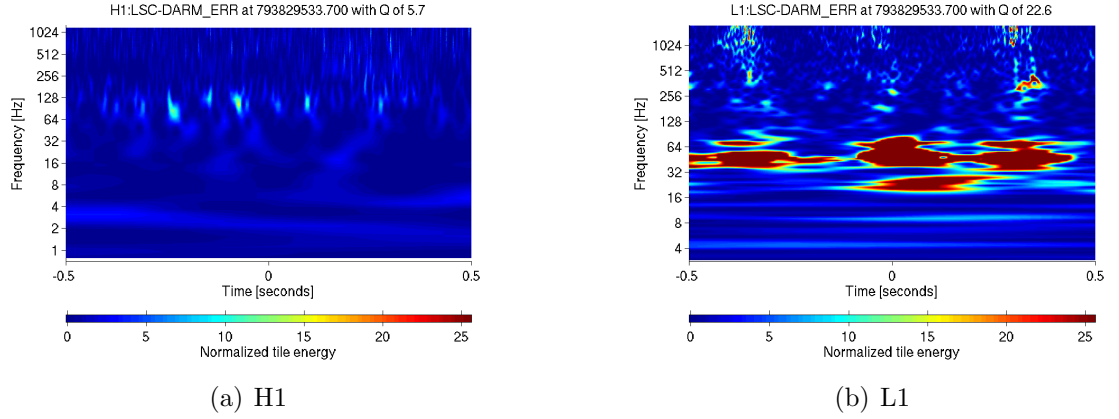 H1:LSC-DARM_ERR at 793829533.700 with Q of 5.7
1024
512
256
128
64
32
16
8
4
2
1
Frequency [Hz]
-0.5 0 0.5
Time [seconds]
0 5 10 15 20 25
Normalized tile energy
(a) H1
L1:LSC-DARM_ERR at 793829533.700 with Q of 22.6
1024
512
256
128
64
32
16
8
4
Frequency [Hz]
-0.5 0 0.5
Time [seconds]
0 5 10 15 20 25
Normalized tile energy
(b) L1